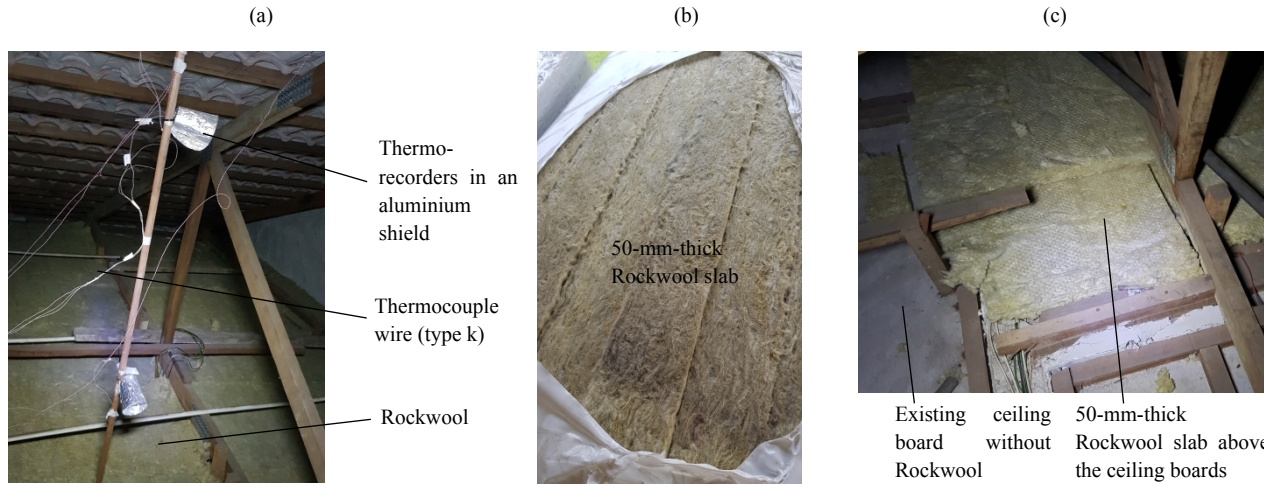 (a)
(b)
(c)
Thermo-
recorders in an
aluminium
shield
Thermocouple
wire (type k)
Rockwool
50-mm-thick
Rockwool slab
Existing ceiling
board without
Rockwool
50-mm-thick
Rockwool slab above
the ceiling boards